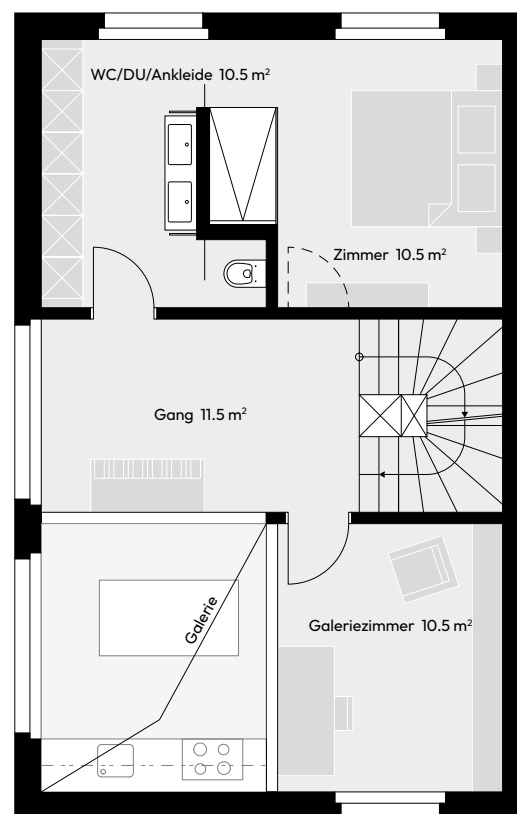 WC/DU/Ankleide 10.5 m²
Zimmer 10.5 m²
Gang 11.5 m²
Galerie
Galeriezimmer 10.5 m²